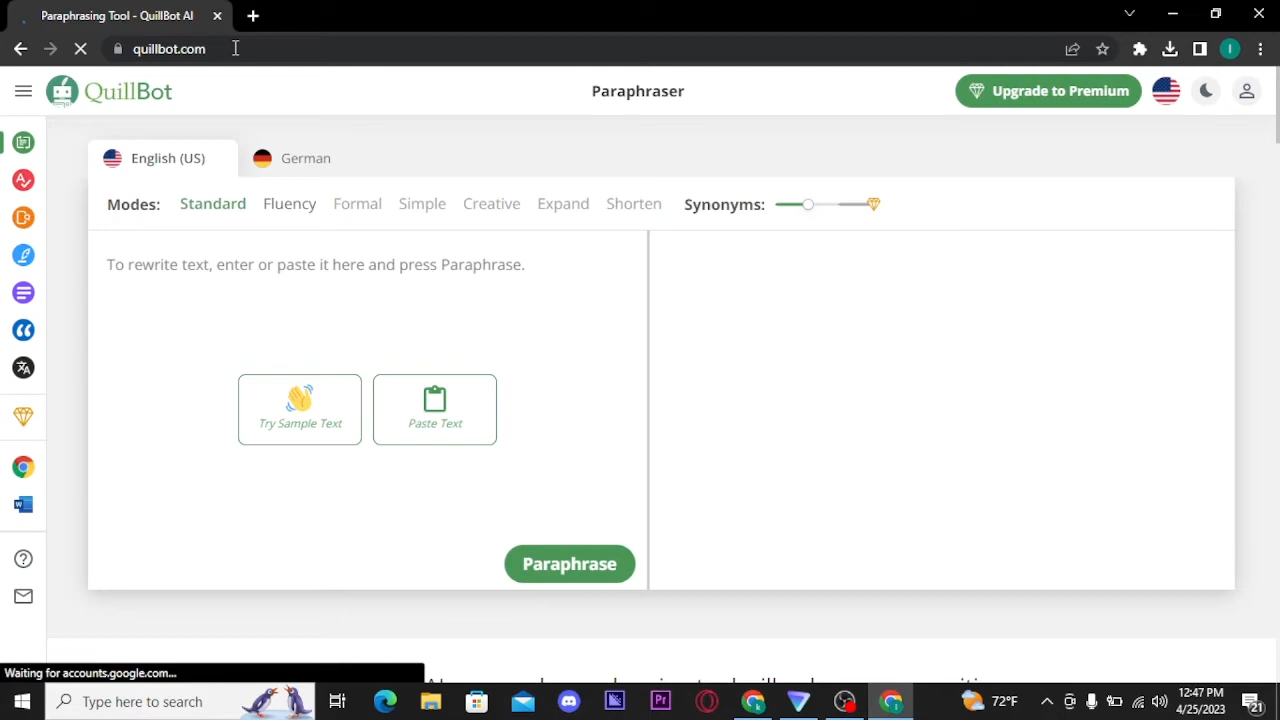 Paraphrasing Tool - QuillBot AI
quillbot.com
QuillBot
Paraphraser
Upgrade to Premium
English (US)
German
Modes: Standard Fluency Formal Simple Creative Expand Shorten Synonyms:
To rewrite text, enter or paste it here and press Paraphrase.
Try Sample Text
Paste Text
Paraphrase
Waiting for accounts.google.com...
Type here to search
72°F
12:47 PM
4/25/2023
21